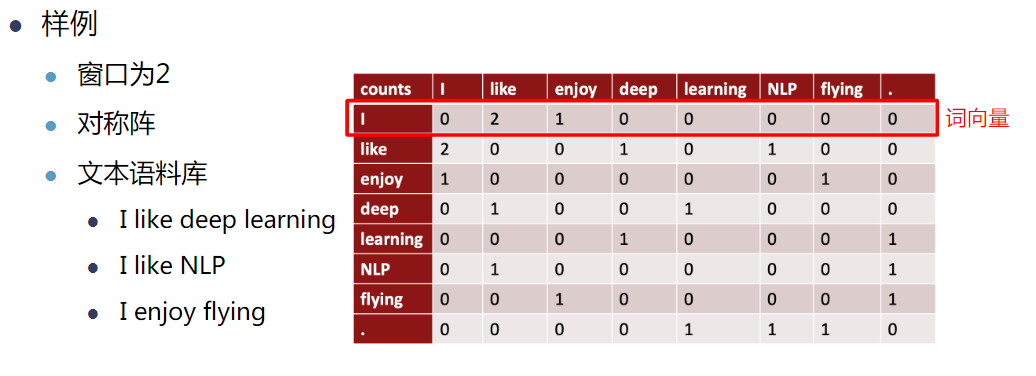 样例
窗口为2
对称阵
文本语料库
I like deep learning
I like NLP
I enjoy flying
counts I like enjoy deep learning NLP flying .
I 0 2 1 0 0 0 0 0
like 2 0 0 1 0 1 0 0
enjoy 1 0 0 0 0 0 1 0
deep 0 1 0 0 1 0 0 0
learning 0 0 0 1 0 0 0 1
NLP 0 1 0 0 0 0 0 1
flying 0 0 1 0 0 0 0 1
. 0 0 0 0 1 1 1 0
词向量